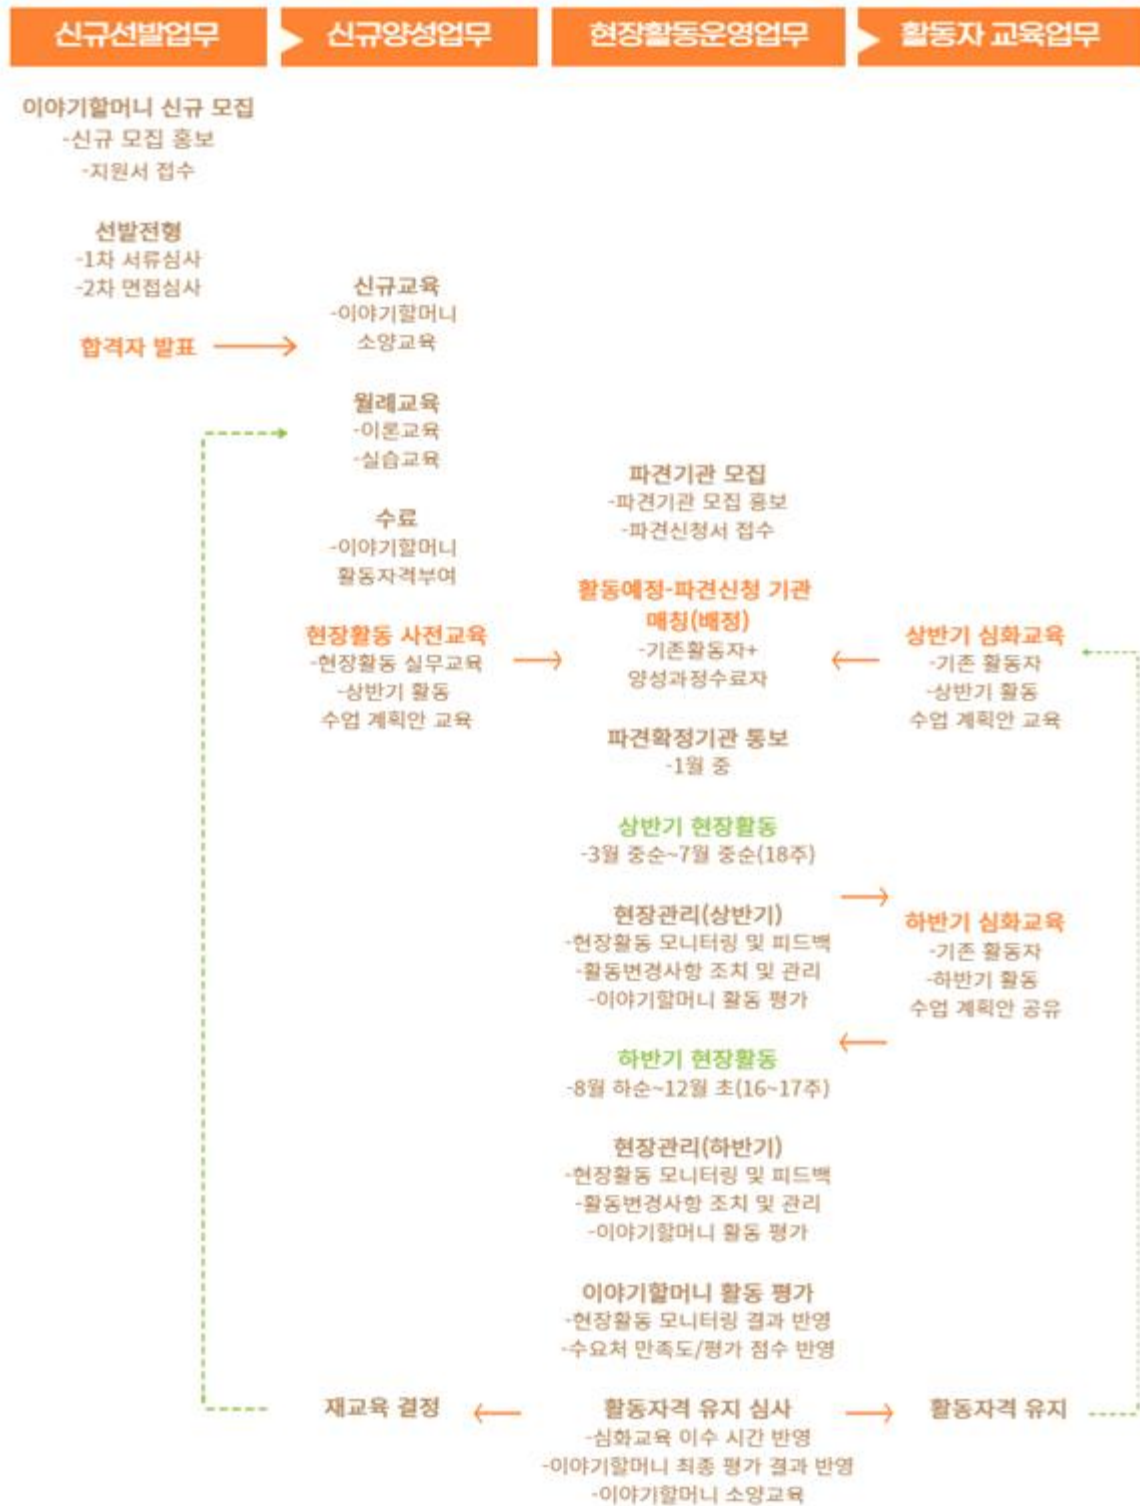 신규선발업무
신규양성업무
현장활동운영업무
활동자 교육업무
이야기할머니 신규 모집
-신규 모집 홍보
-지원서 접수
선발전형
-1차 서류심사
-2차 면접심사
합격자 발표
신규교육
-이야기할머니
소양교육
월례교육
-이론교육
-실습교육
수료
-이야기할머니
활동자격부여
현장활동 사전교육
-현장활동 실무교육
-상반기 활동
수업 계획안 교육
파견기관 모집
-파견기관 모집 홍보
-파견신청서 접수
활동예정-파견신청 기관
매칭(배정)
-기존활동자+
양성과정수료자
파견확정기관 통보
-1월 중
상반기 현장활동
-3월 중순~7월 중순(18주)
현장관리(상반기)
-현장활동 모니터링 및 피드백
-활동변경사항 조치 및 관리
-이야기할머니 활동 평가
하반기 현장활동
-8월 하순~12월 초(16~17주)
현장관리(하반기)
-현장활동 모니터링 및 피드백
-활동변경사항 조치 및 관리
-이야기할머니 활동 평가
이야기할머니 활동 평가
-현장활동 모니터링 결과 반영
-수요처 만족도/평가 점수 반영
활동자격 유지 심사
-심화교육 이수 시간 반영
-이야기할머니 최종 평가 결과 반영
-이야기할머니 소양교육
재교육 결정
상반기 심화교육
-기존 활동자
-상반기 활동
수업 계획안 교육
하반기 심화교육
-기존 활동자
-하반기 활동
수업 계획안 공유
활동자격 유지